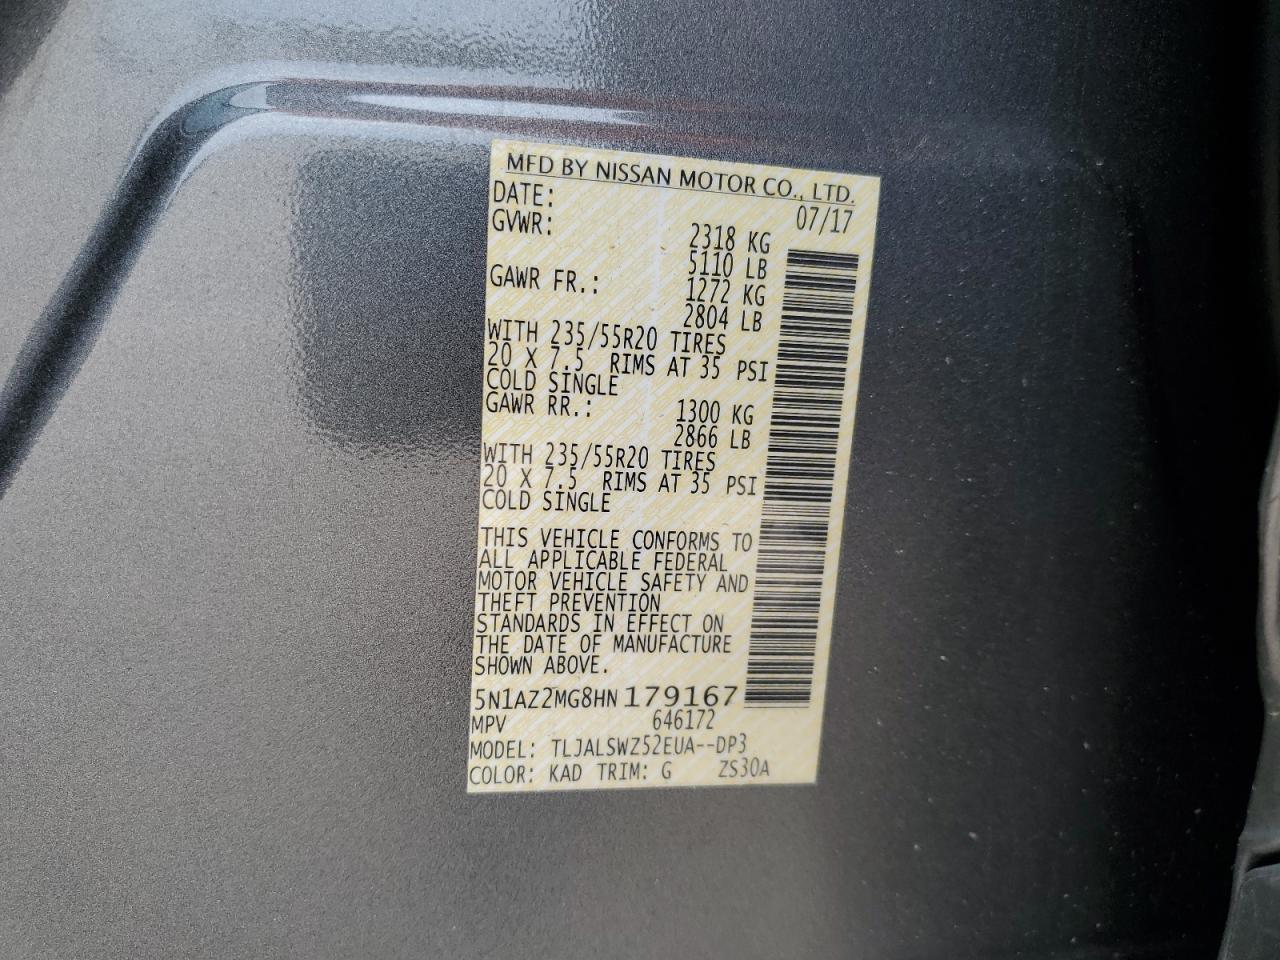 MFD BY NISSAN MOTOR CO., LTD.
DATE: 07/17
GVWR: 2318 KG
5110 LB
GAWR FR.: 1272 KG
2804 LB
WITH 235/55R20 TIRES
20 X 7.5 RIMS AT 35 PSI
COLD SINGLE
GAWR RR.: 1300 KG
2866 LB
WITH 235/55R20 TIRES
20 X 7.5 RIMS AT 35 PSI
COLD SINGLE
THIS VEHICLE CONFORMS TO
ALL APPLICABLE FEDERAL
MOTOR VEHICLE SAFETY AND
THEFT PREVENTION
STANDARDS IN EFFECT ON
THE DATE OF MANUFACTURE
SHOWN ABOVE.
5N1AZ2MG8HN179167
MPV 646172
MODEL: TLJALSWZ52EUA--DP3
COLOR: KAD TRIM: G ZS30A